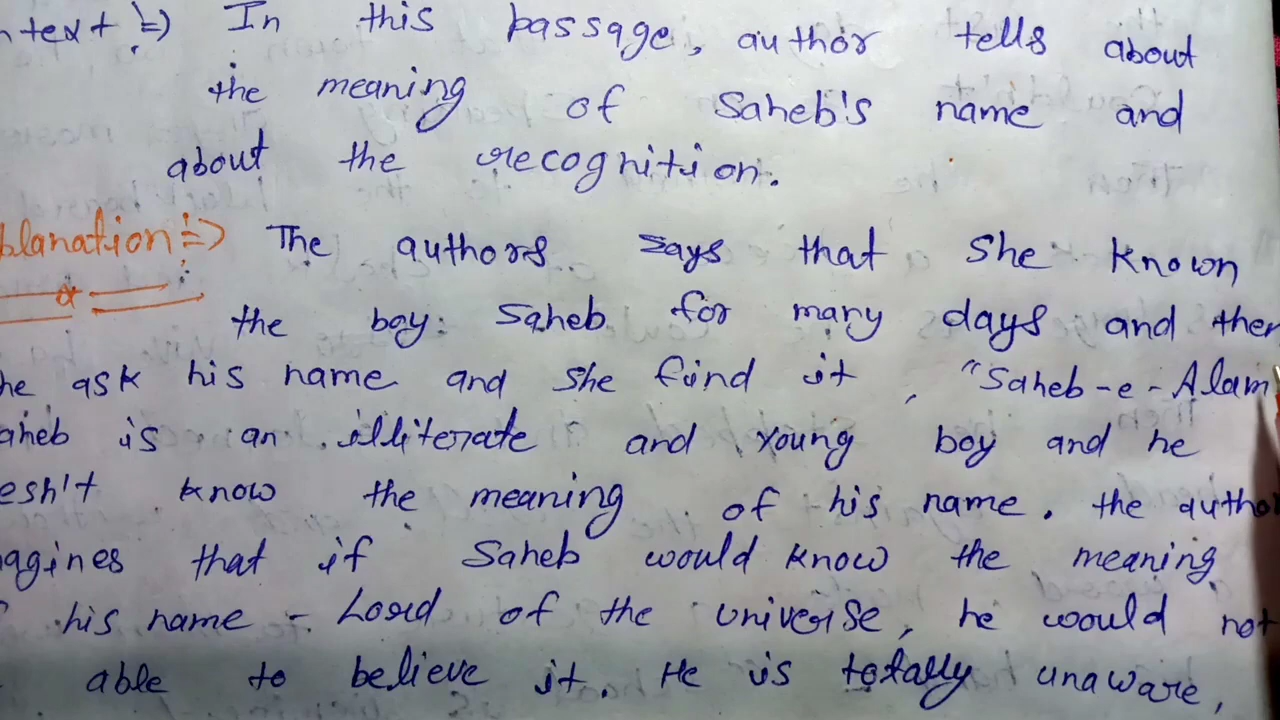 ntext :=) In this passage, author tells about
the meaning of Saheb's name and
about the recognition.
planation :=> The authors says that she known
the boy: Saheb for many days and then
he ask his name and she find it, "Saheb-e-Alam
aheb is an illiterate and young boy and he
esn't know the meaning of his name. the author
agines that if Saheb would know the meaning
his name - Lord of the universe, he would not
able to believe it. He is totally unaware,